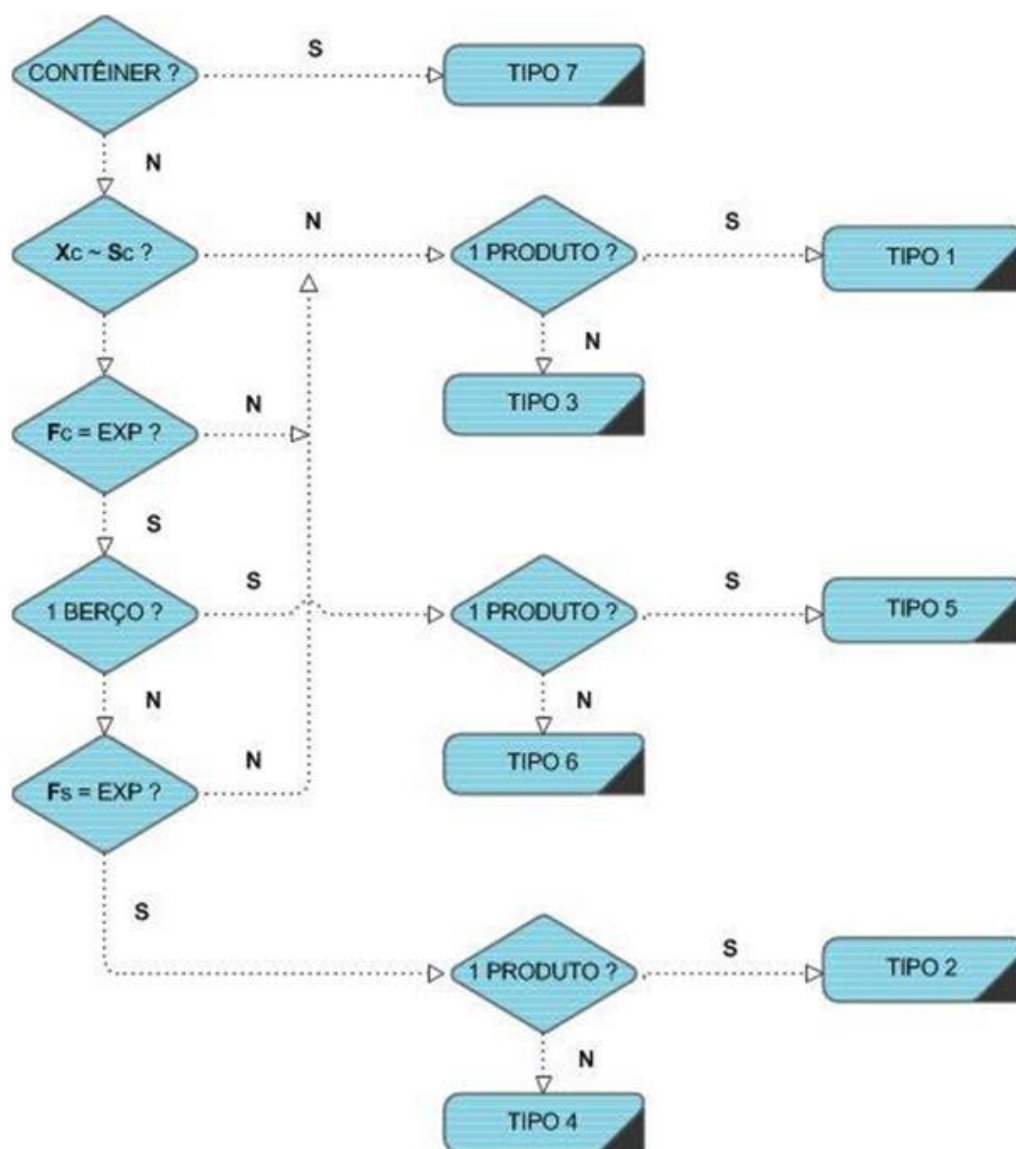 CONTÊINER ?
S
TIPO 7
N
Xc ~ Sc ?
N
1 PRODUTO ?
S
TIPO 1
N
TIPO 3
Fc = EXP ?
N
S
1 BERÇO ?
S
1 PRODUTO ?
S
TIPO 5
N
N
TIPO 6
Fs = EXP ?
N
S
1 PRODUTO ?
S
TIPO 2
N
TIPO 4